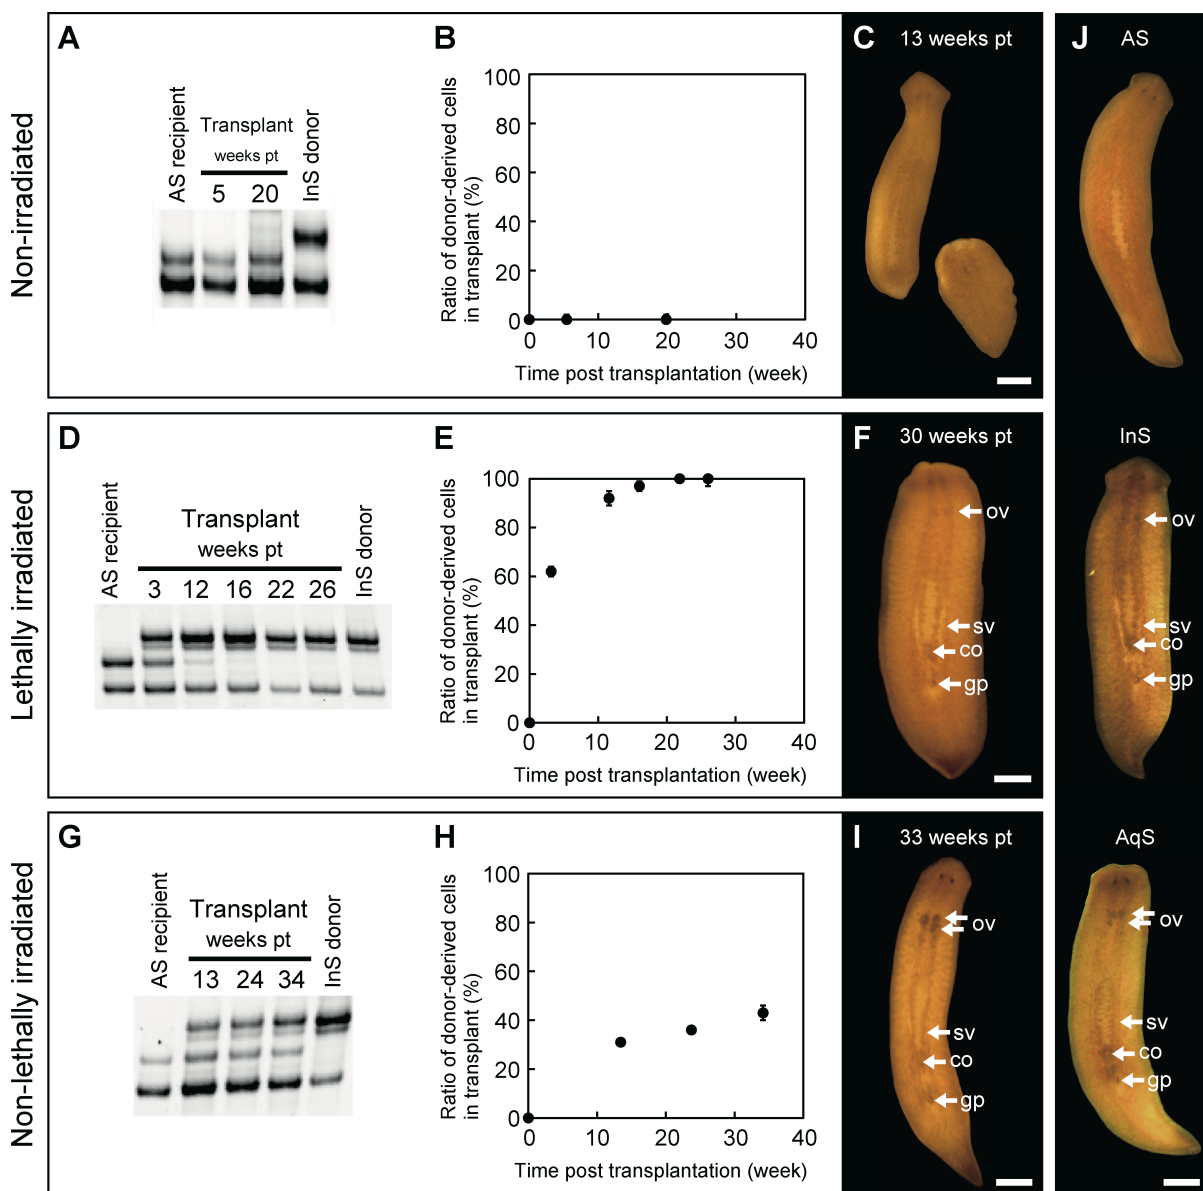 Non-irradiated
A
AS recipient
Transplant
weeks pt
5 20
InS donor
B
Ratio of donor-derived cells
in transplant (%)
100
80
60
40
20
0
0 10 20 30 40
Time post transplantation (week)
C 13 weeks pt
J AS
Lethally irradiated
D
AS recipient
Transplant
weeks pt
3 12 16 22 26
InS donor
E
Ratio of donor-derived cells
in transplant (%)
100
80
60
40
20
0
0 10 20 30 40
Time post transplantation (week)
F 30 weeks pt
ov
sv
co
gp
InS
ov
sv
co
gp
Non-lethally irradiated
G
AS recipient
Transplant
weeks pt
13 24 34
InS donor
H
Ratio of donor-derived cells
in transplant (%)
100
80
60
40
20
0
0 10 20 30 40
Time post transplantation (week)
I 33 weeks pt
ov
sv
co
gp
AqS
ov
sv
co
gp